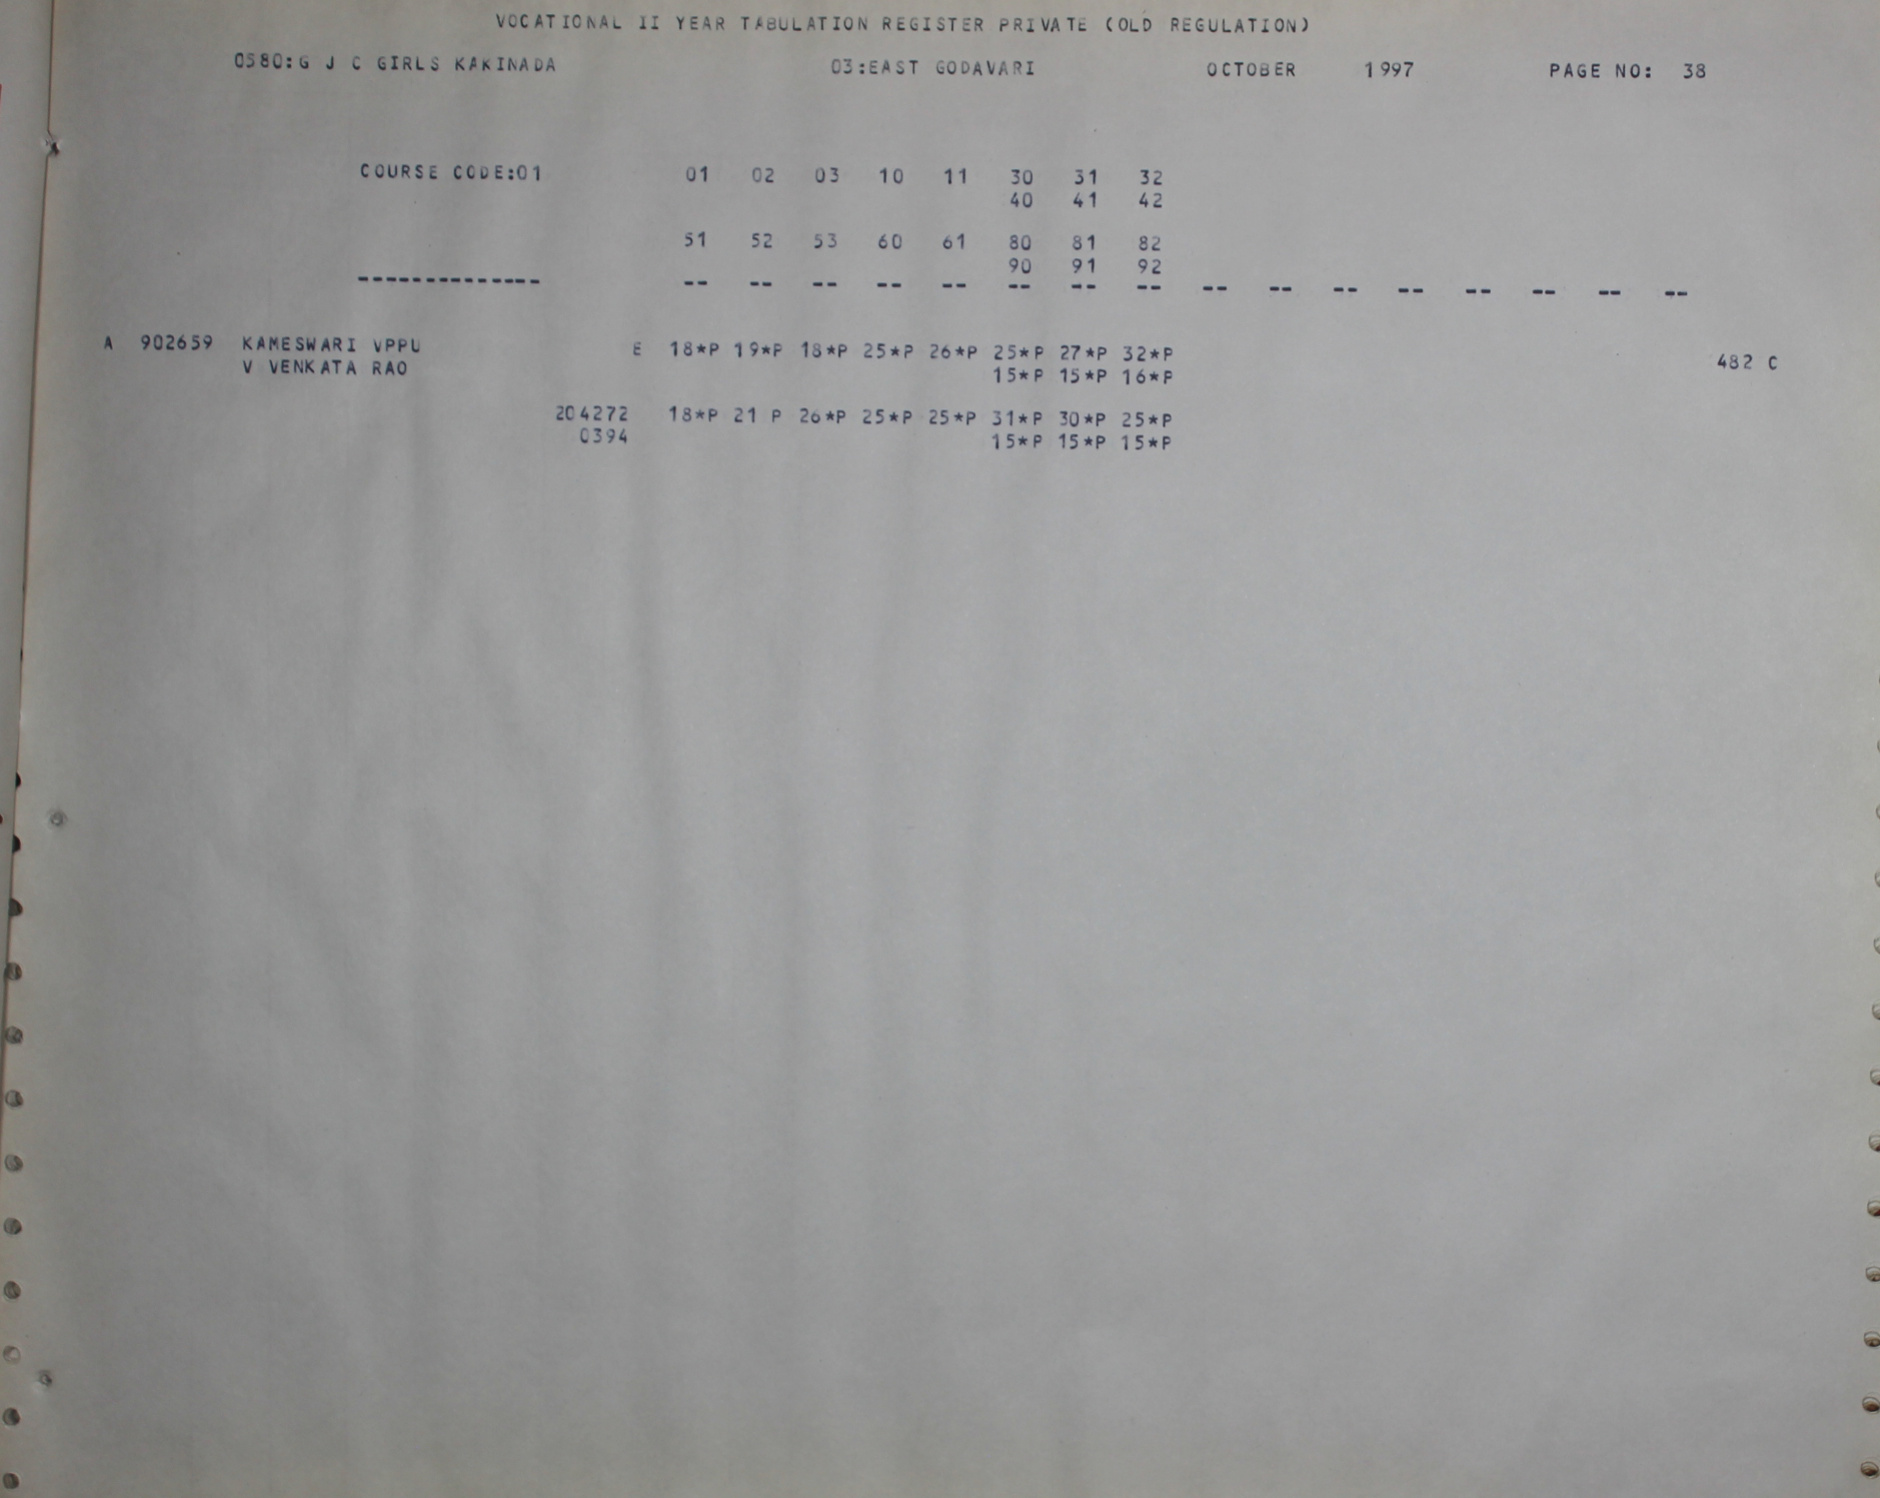 VOCATIONAL II YEAR TABULATION REGISTER PRIVATE (OLD REGULATION)
0580:G J C GIRLS KAKINADA 03:EAST GODAVARI OCTOBER 1997 PAGE NO: 38
COURSE CODE:01 01 02 03 10 11 30 31 32
40 41 42
51 52 53 60 61 80 81 82
90 91 92
-------------- -- -- -- -- -- -- -- -- -- -- -- -- -- -- -- --
A 902659 KAMESWARI VPPU E 18*P 19*P 18*P 25*P 26*P 25*P 27*P 32*P 482 C
V VENKATA RAO 15*P 15*P 16*P
204272 18*P 21 P 26*P 25*P 25*P 31*P 30*P 25*P
0394 15*P 15*P 15*P